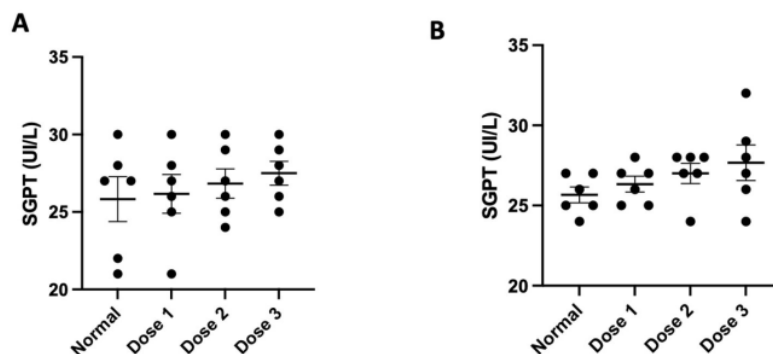 A
SGPT (UI/L)
35
30
25
20
Normal
Dose 1
Dose 2
Dose 3
B
SGPT (UI/L)
35
30
25
20
Normal
Dose 1
Dose 2
Dose 3